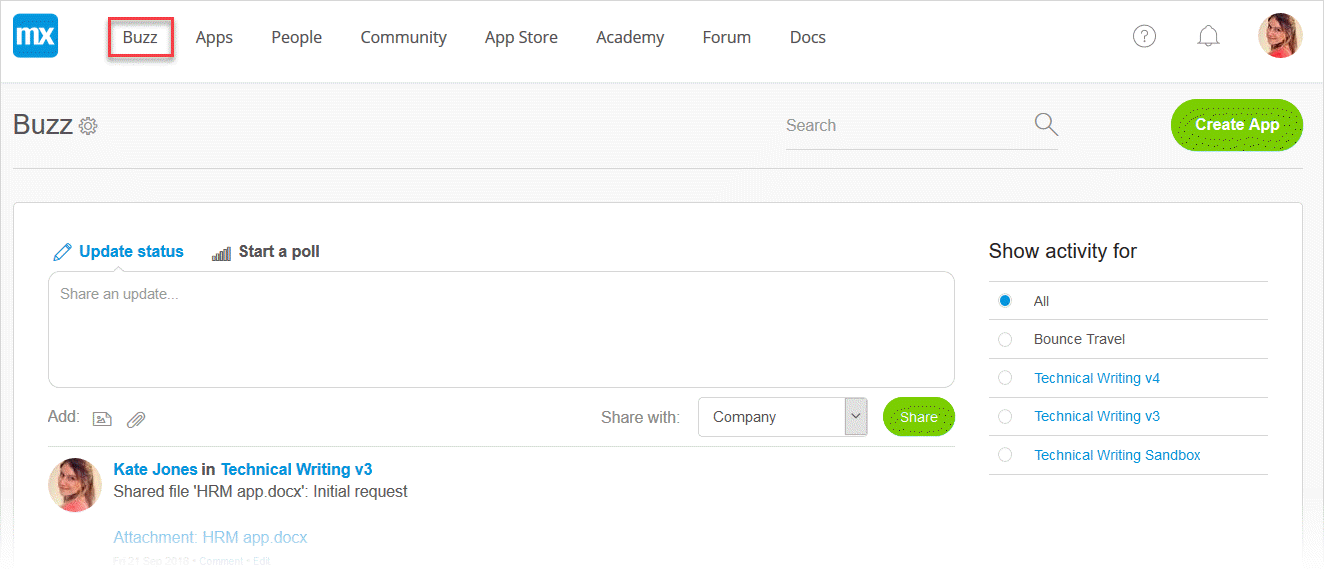 mx Buzz Apps People Community App Store Academy Forum Docs ?
Buzz Search Create App
Update status Start a poll
Share an update...
Add: Share with: Company Share
Kate Jones in Technical Writing v3
Shared file 'HRM app.docx': Initial request
Attachment: HRM app.docx
Fri 21 Sep 2018 • Comment • Edit
Show activity for
All
Bounce Travel
Technical Writing v4
Technical Writing v3
Technical Writing Sandbox